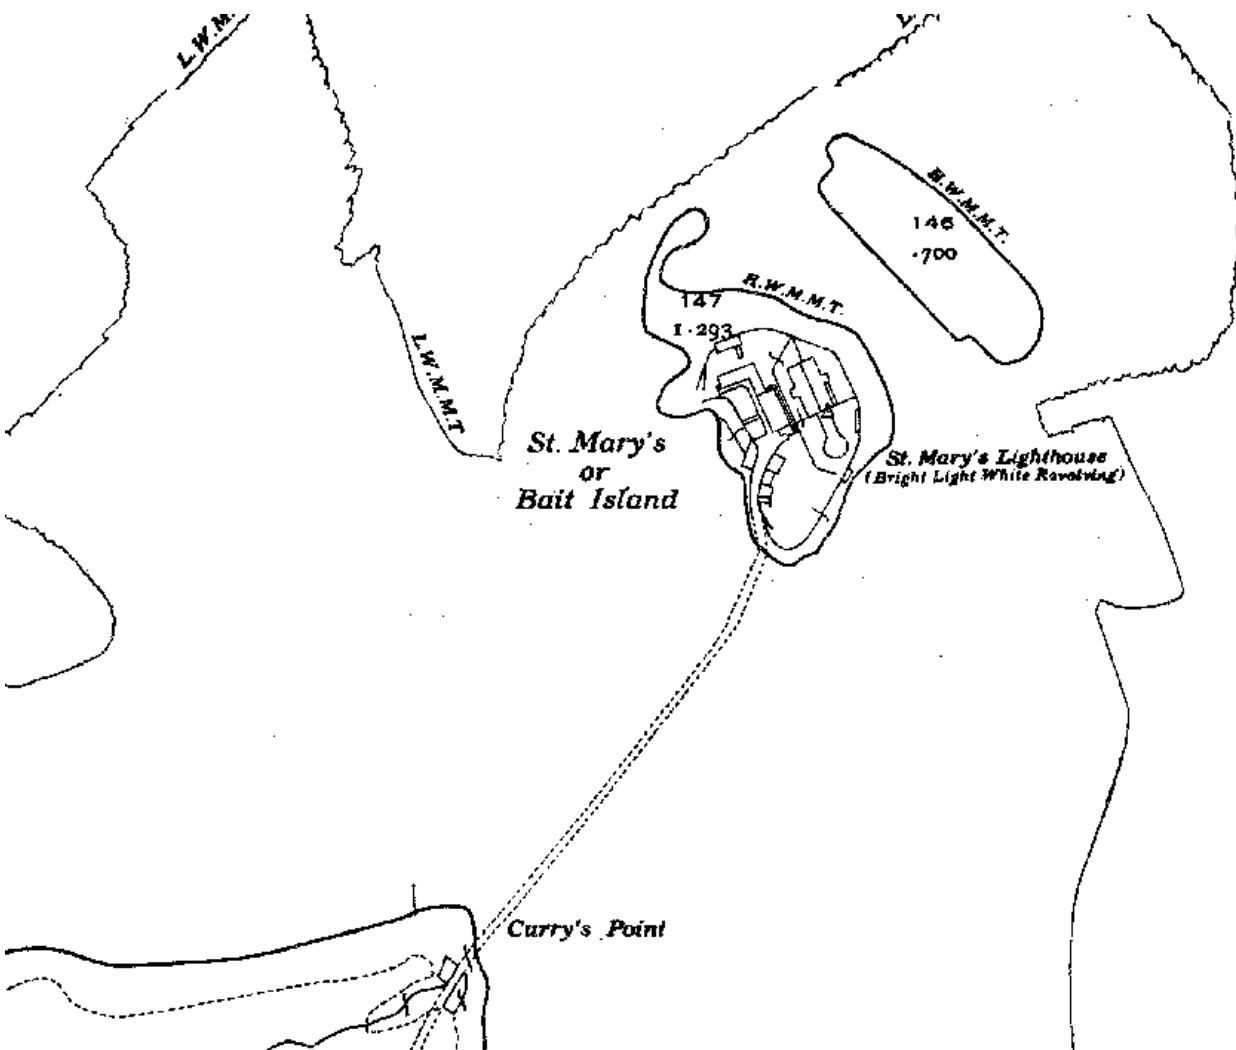 L.W.M.
L.
H.W.M.M.T.
146
.700
H.W.M.M.T.
147
1.293
L.W.M.M.T
St. Mary's
or
Bait Island
St. Mary's Lighthouse
(Bright Light White Revolving)
Curry's Point